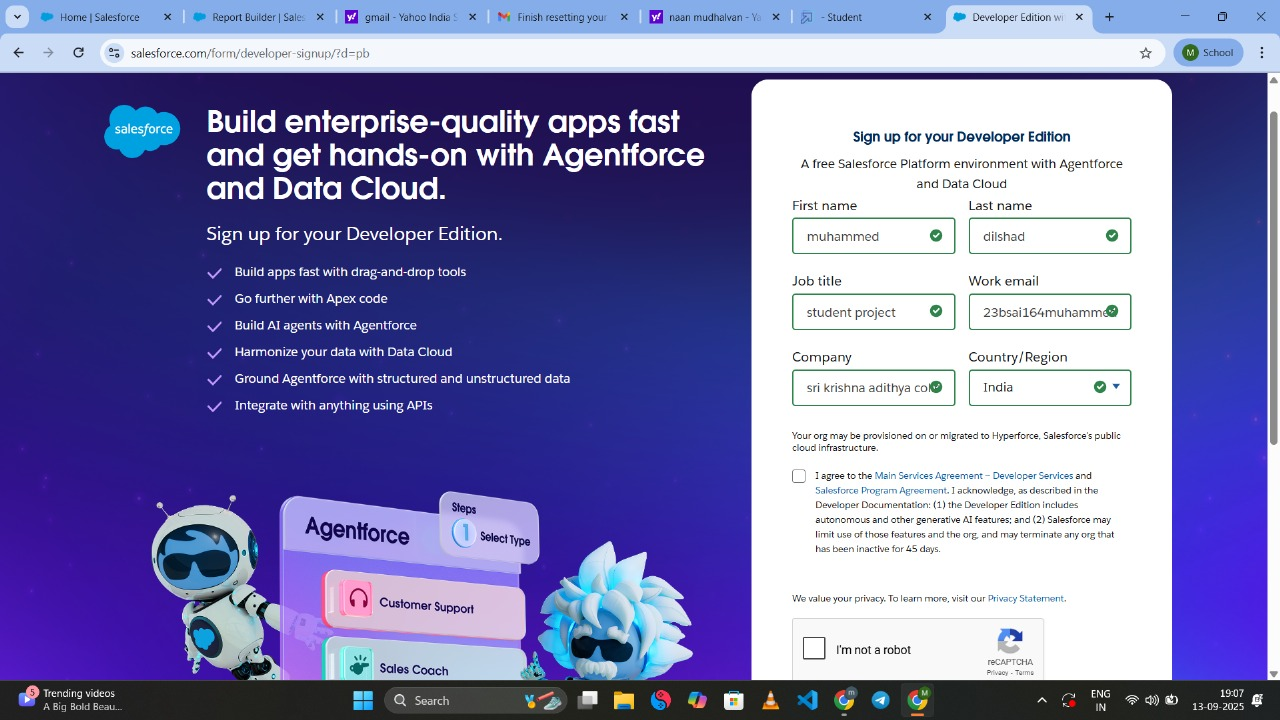 Home | Salesforce
Report Builder | Sales
gmail - Yahoo India S
Finish resetting your
naan mudhalvan - Ya
- Student
Developer Edition wi
salesforce.com/form/developer-signup/?d=pb
M School
salesforce
Build enterprise-quality apps fast
and get hands-on with Agentforce
and Data Cloud.
Sign up for your Developer Edition.
Build apps fast with drag-and-drop tools
Go further with Apex code
Build AI agents with Agentforce
Harmonize your data with Data Cloud
Ground Agentforce with structured and unstructured data
Integrate with anything using APIs
Agentforce
Steps
1 Select Type
Customer Support
Sales Coach
Sign up for your Developer Edition
A free Salesforce Platform environment with Agentforce
and Data Cloud
First name Last name
muhammed dilshad
Job title Work email
student project 23bsai164muhamme
Company Country/Region
sri krishna adithya col India
Your org may be provisioned on or migrated to Hyperforce, Salesforce's public
cloud infrastructure.
I agree to the Main Services Agreement – Developer Services and
Salesforce Program Agreement. I acknowledge, as described in the
Developer Documentation: (1) the Developer Edition includes
autonomous and other generative AI features; and (2) Salesforce may
limit use of those features and the org, and may terminate any org that
has been inactive for 45 days.
We value your privacy. To learn more, visit our Privacy Statement.
I'm not a robot
reCAPTCHA
Privacy - Terms
5
Trending videos
A Big Bold Beau...
Search
ENG
IN
19:07
13-09-2025